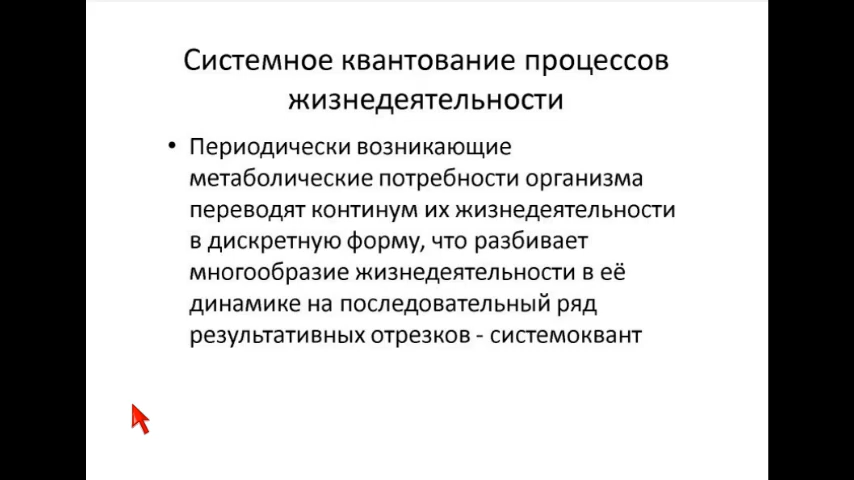 Системное квантование процессов
жизнедеятельности
• Периодически возникающие
метаболические потребности организма
переводят континум их жизнедеятельности
в дискретную форму, что разбивает
многообразие жизнедеятельности в её
динамике на последовательный ряд
результативных отрезков - системоквант